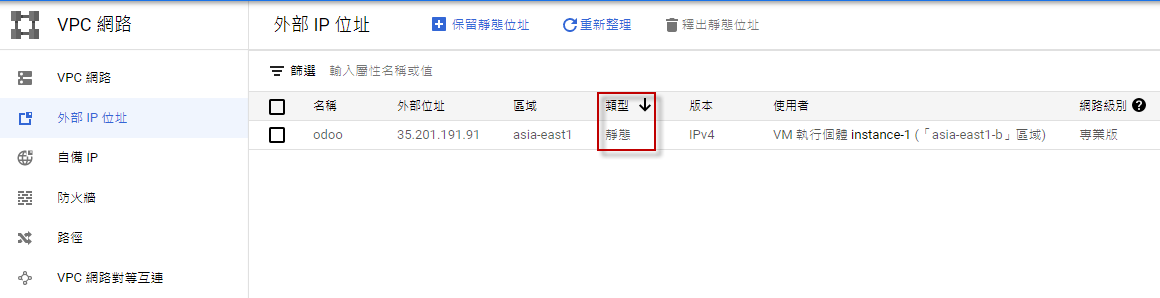 VPC 網路
外部 IP 位址 保留靜態位址 重新整理 釋出靜態位址
VPC 網路
外部 IP 位址
自備 IP
防火牆
路徑
VPC 網路對等互連
篩選 輸入屬性名稱或值
名稱 外部位址 區域 類型 版本 使用者 網路級別
odoo 35.201.191.91 asia-east1 靜態 IPv4 VM 執行個體 instance-1 (「asia-east1-b」區域) 專業版